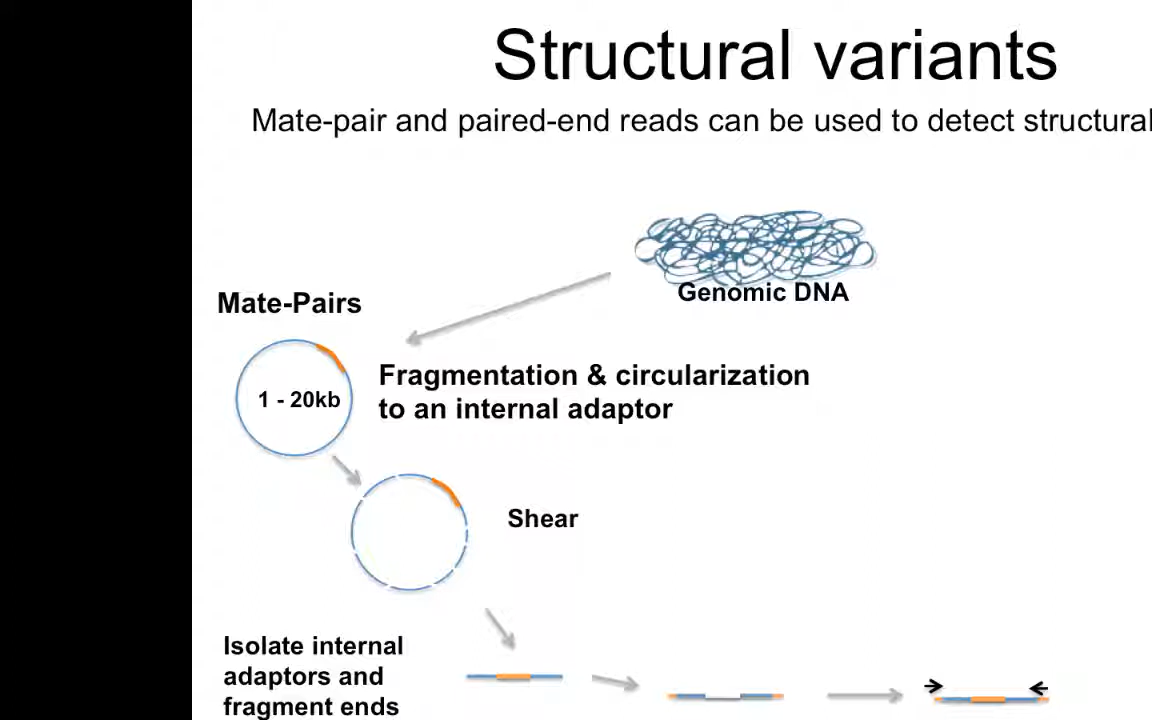 Structural variants
Mate-pair and paired-end reads can be used to detect structural
Genomic DNA
Mate-Pairs
1 - 20kb
Fragmentation & circularization
to an internal adaptor
Shear
Isolate internal
adaptors and
fragment ends